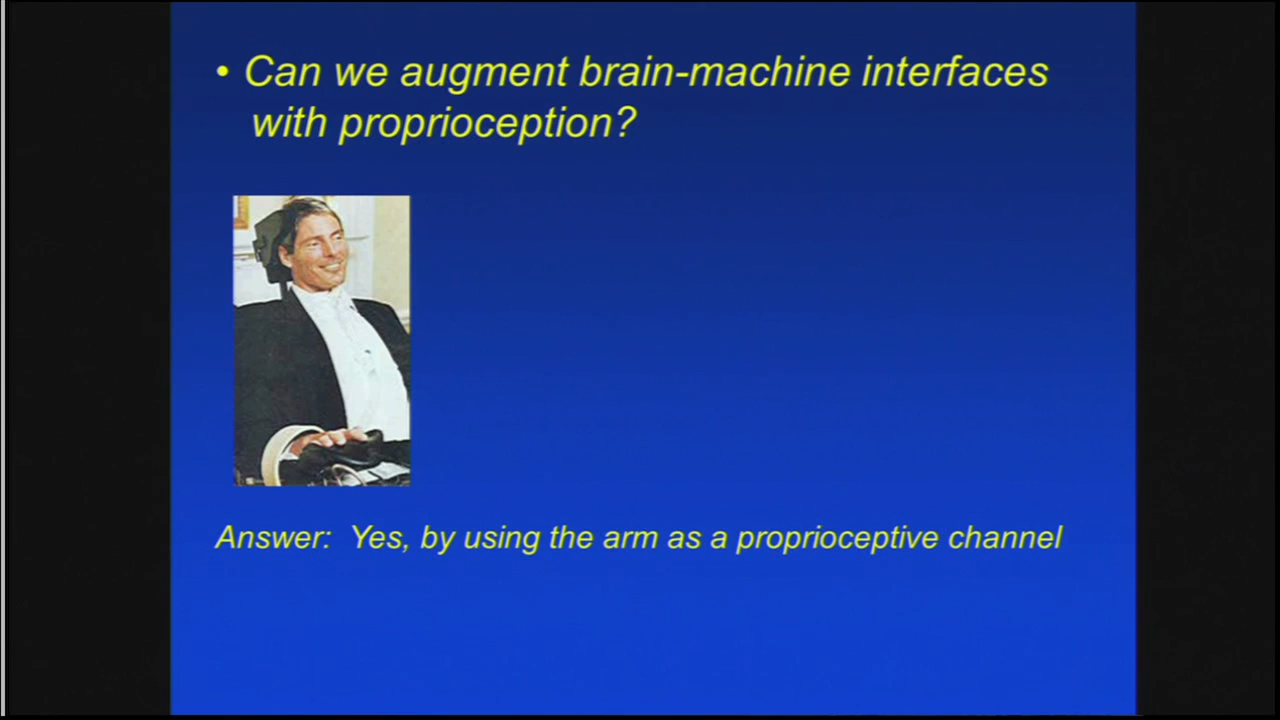 • Can we augment brain-machine interfaces
with proprioception?
Answer: Yes, by using the arm as a proprioceptive channel